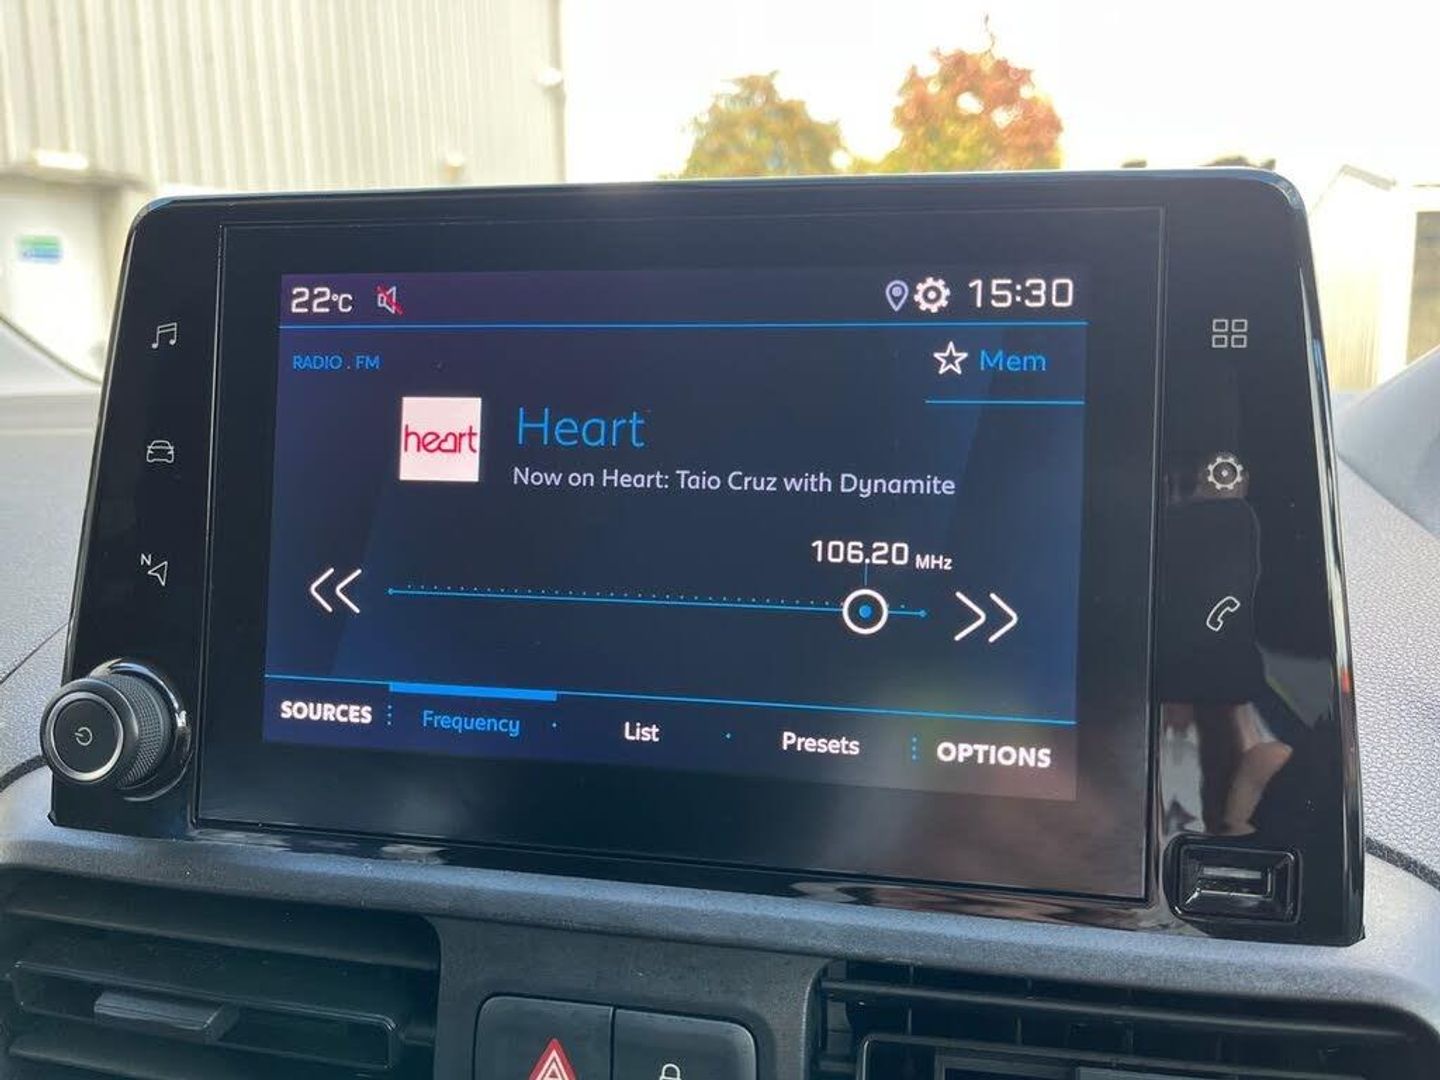 22°C
15:30
RADIO . FM
Mem
heart
Heart
Now on Heart: Taio Cruz with Dynamite
106.20 MHz
N
SOURCES
Frequency
List
Presets
OPTIONS